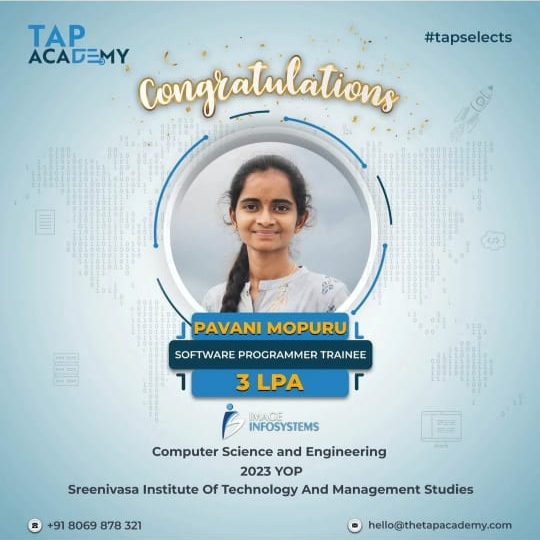 TAP
ACADEMY
#tapselects
Congratulations
PAVANI MOPURU
SOFTWARE PROGRAMMER TRAINEE
3 LPA
IMAGE
INFOSYSTEMS
Computer Science and Engineering
2023 YOP
Sreenivasa Institute Of Technology And Management Studies
+91 8069 878 321
hello@thetapacademy.com